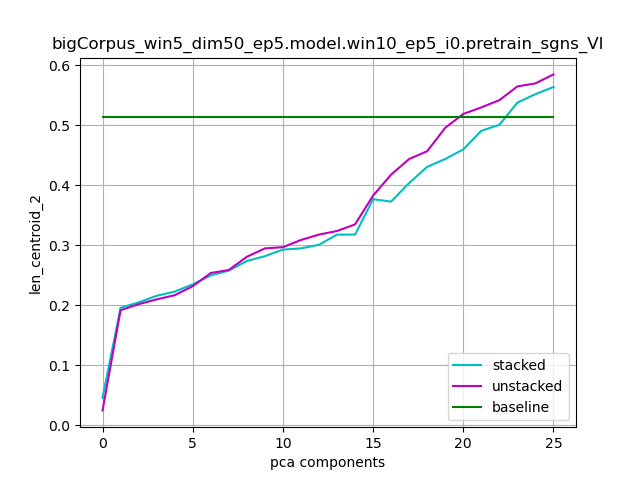 bigCorpus_win5_dim50_ep5.model.win10_ep5_i0.pretrain_sgns_VI
0.6
0.5
0.4
0.3
0.2
0.1
0.0
len_centroid_2
0
5
10
15
20
25
pca components
stacked
unstacked
baseline